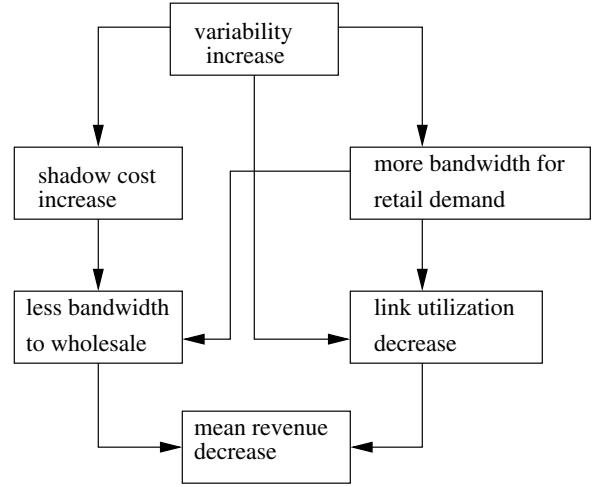 variability
increase
shadow cost
increase
more bandwidth for
retail demand
less bandwidth
to wholesale
link utilization
decrease
mean revenue
decrease